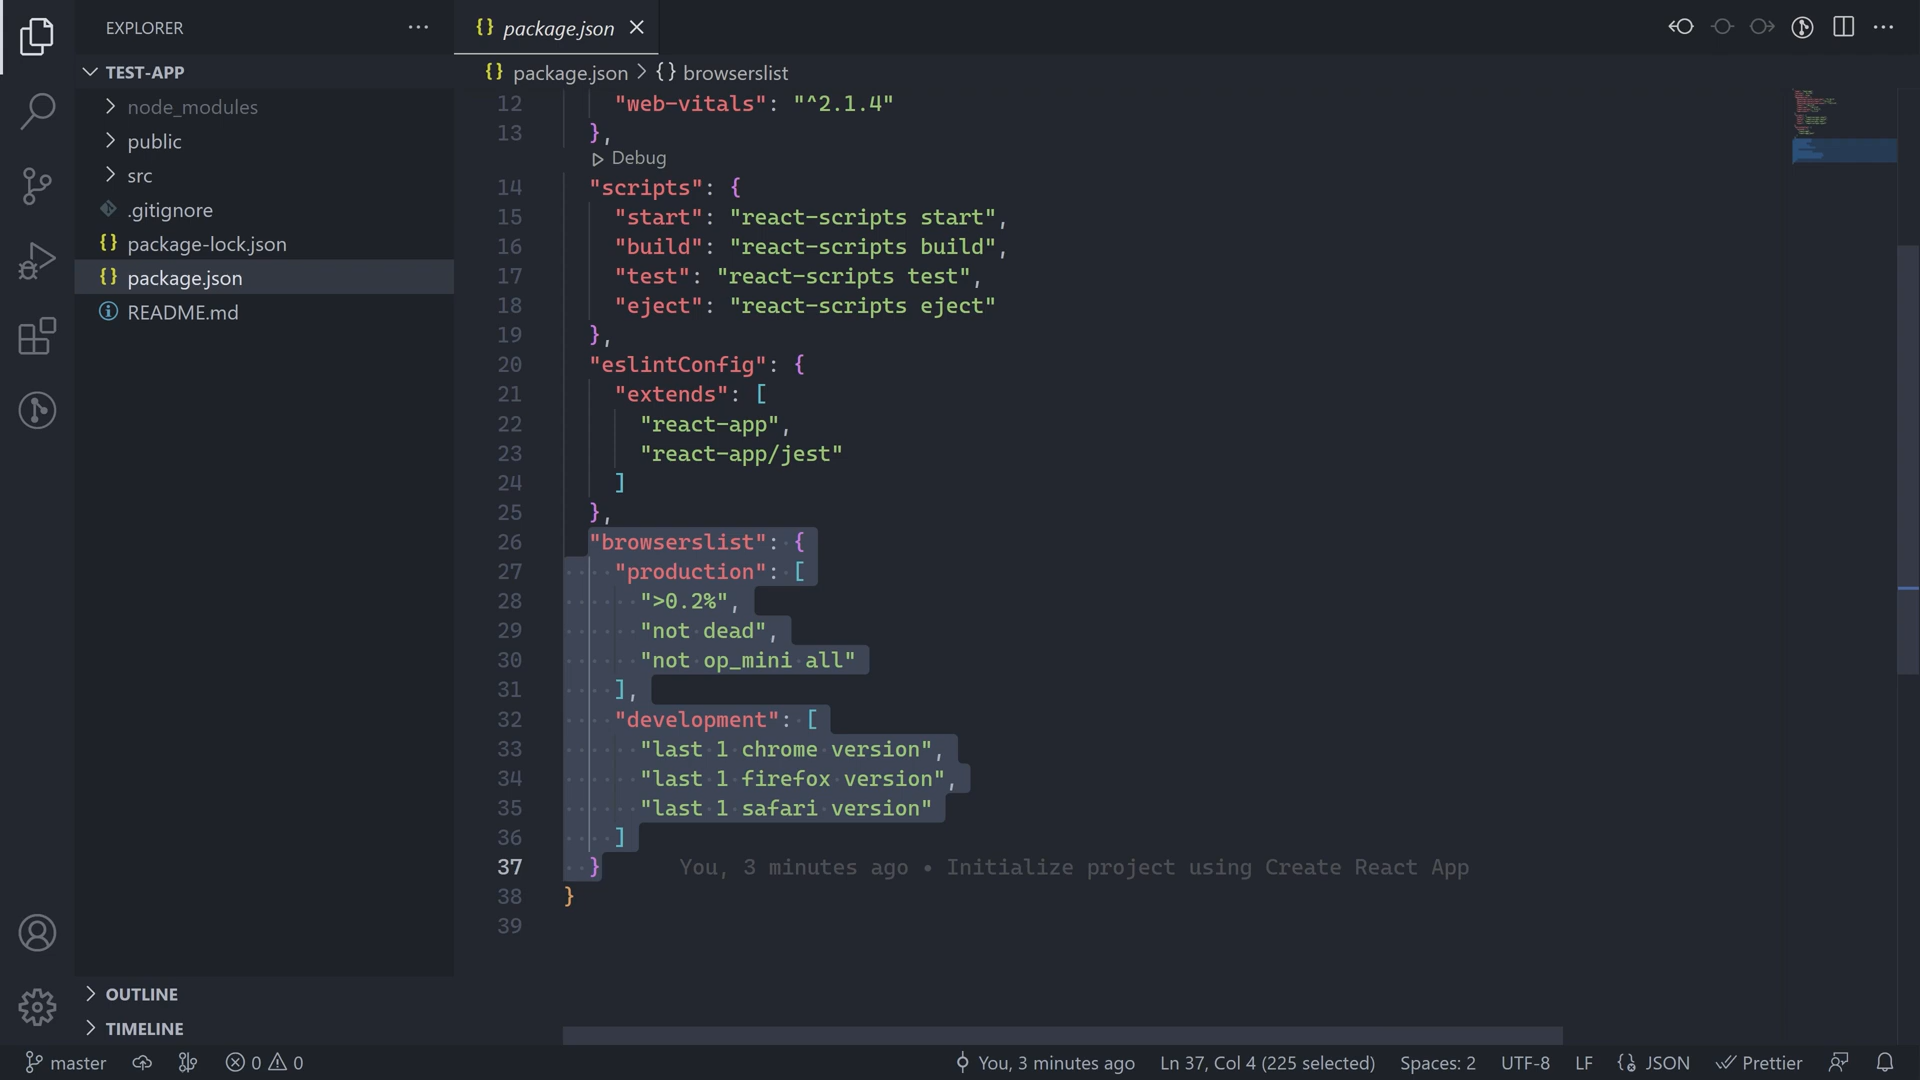 EXPLORER
TEST-APP
node_modules
public
src
.gitignore
package-lock.json
package.json
README.md
OUTLINE
TIMELINE
{} package.json
{} package.json > {} browserslist
12 "web-vitals": "^2.1.4"
13 },
Debug
14 "scripts": {
15 "start": "react-scripts start",
16 "build": "react-scripts build",
17 "test": "react-scripts test",
18 "eject": "react-scripts eject"
19 },
20 "eslintConfig": {
21 "extends": [
22 "react-app",
23 "react-app/jest"
24 ]
25 },
26 "browserslist": {
27 "production": [
28 ">0.2%",
29 "not dead",
30 "not op_mini all"
31 ],
32 "development": [
33 "last 1 chrome version",
34 "last 1 firefox version",
35 "last 1 safari version"
36 ]
37 } You, 3 minutes ago • Initialize project using Create React App
38 }
39
master 0 0 You, 3 minutes ago Ln 37, Col 4 (225 selected) Spaces: 2 UTF-8 LF JSON Prettier